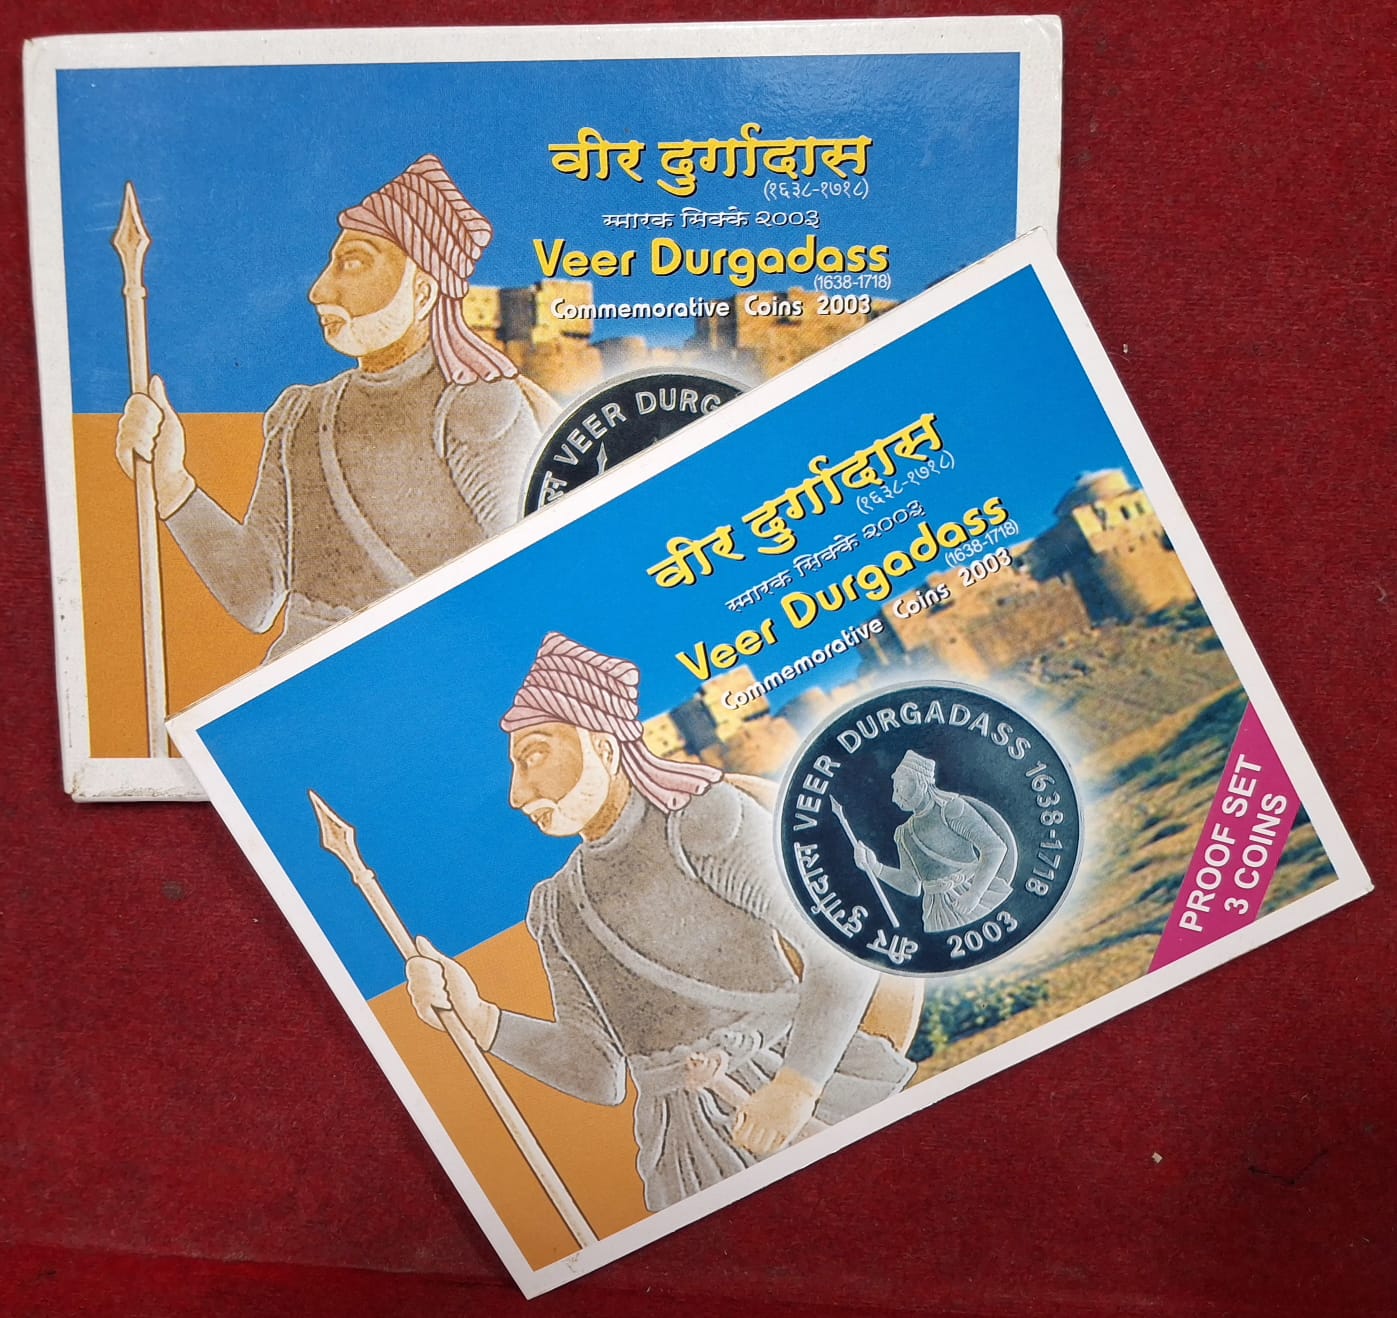 वीर दुर्गादास
(१६३८-१७१८)
स्मारक सिक्के २००३
Veer Durgadass
(1638-1718)
Commemorative Coins 2003
VEER DURG
वीर दुर्गादास
(१६३८-१७१८)
स्मारक सिक्के २००३
Veer Durgadass
(1638-1718)
Commemorative Coins 2003
वीर दुर्गादास VEER DURGADASS 1638-1718
2003
PROOF SET
3 COINS